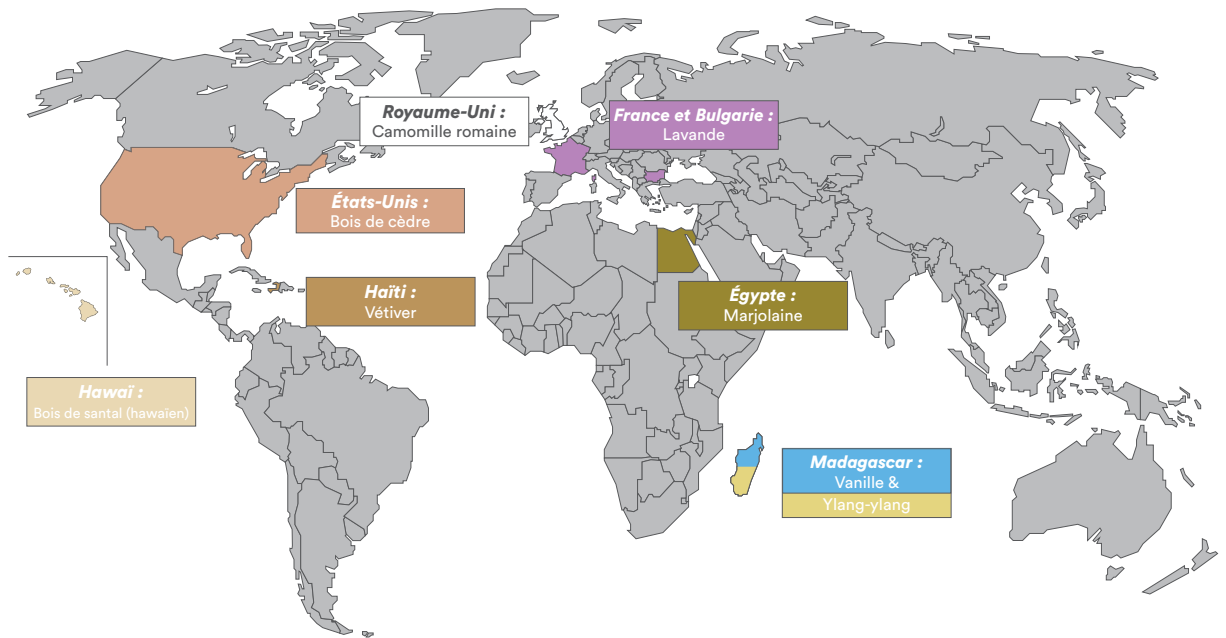 Royaume-Uni :
Camomille romaine
France et Bulgarie :
Lavande
États-Unis :
Bois de cèdre
Haïti :
Vétiver
Égypte :
Marjolaine
Hawaï :
Bois de santal (hawaïen)
Madagascar :
Vanille &
Ylang-ylang